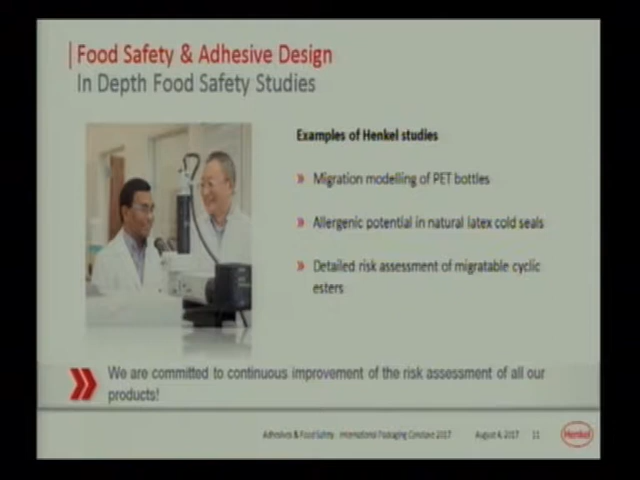 Food Safety & Adhesive Design
In Depth Food Safety Studies
Examples of Henkel studies
» Migration modelling of PET bottles
» Allergenic potential in natural latex cold seals
» Detailed risk assessment of migratable cyclic
esters
We are committed to continuous improvement of the risk assessment of all our
products!
Adhesives & Food Safety International Packaging Conclave 2017 August 4, 2017 11
Henkel